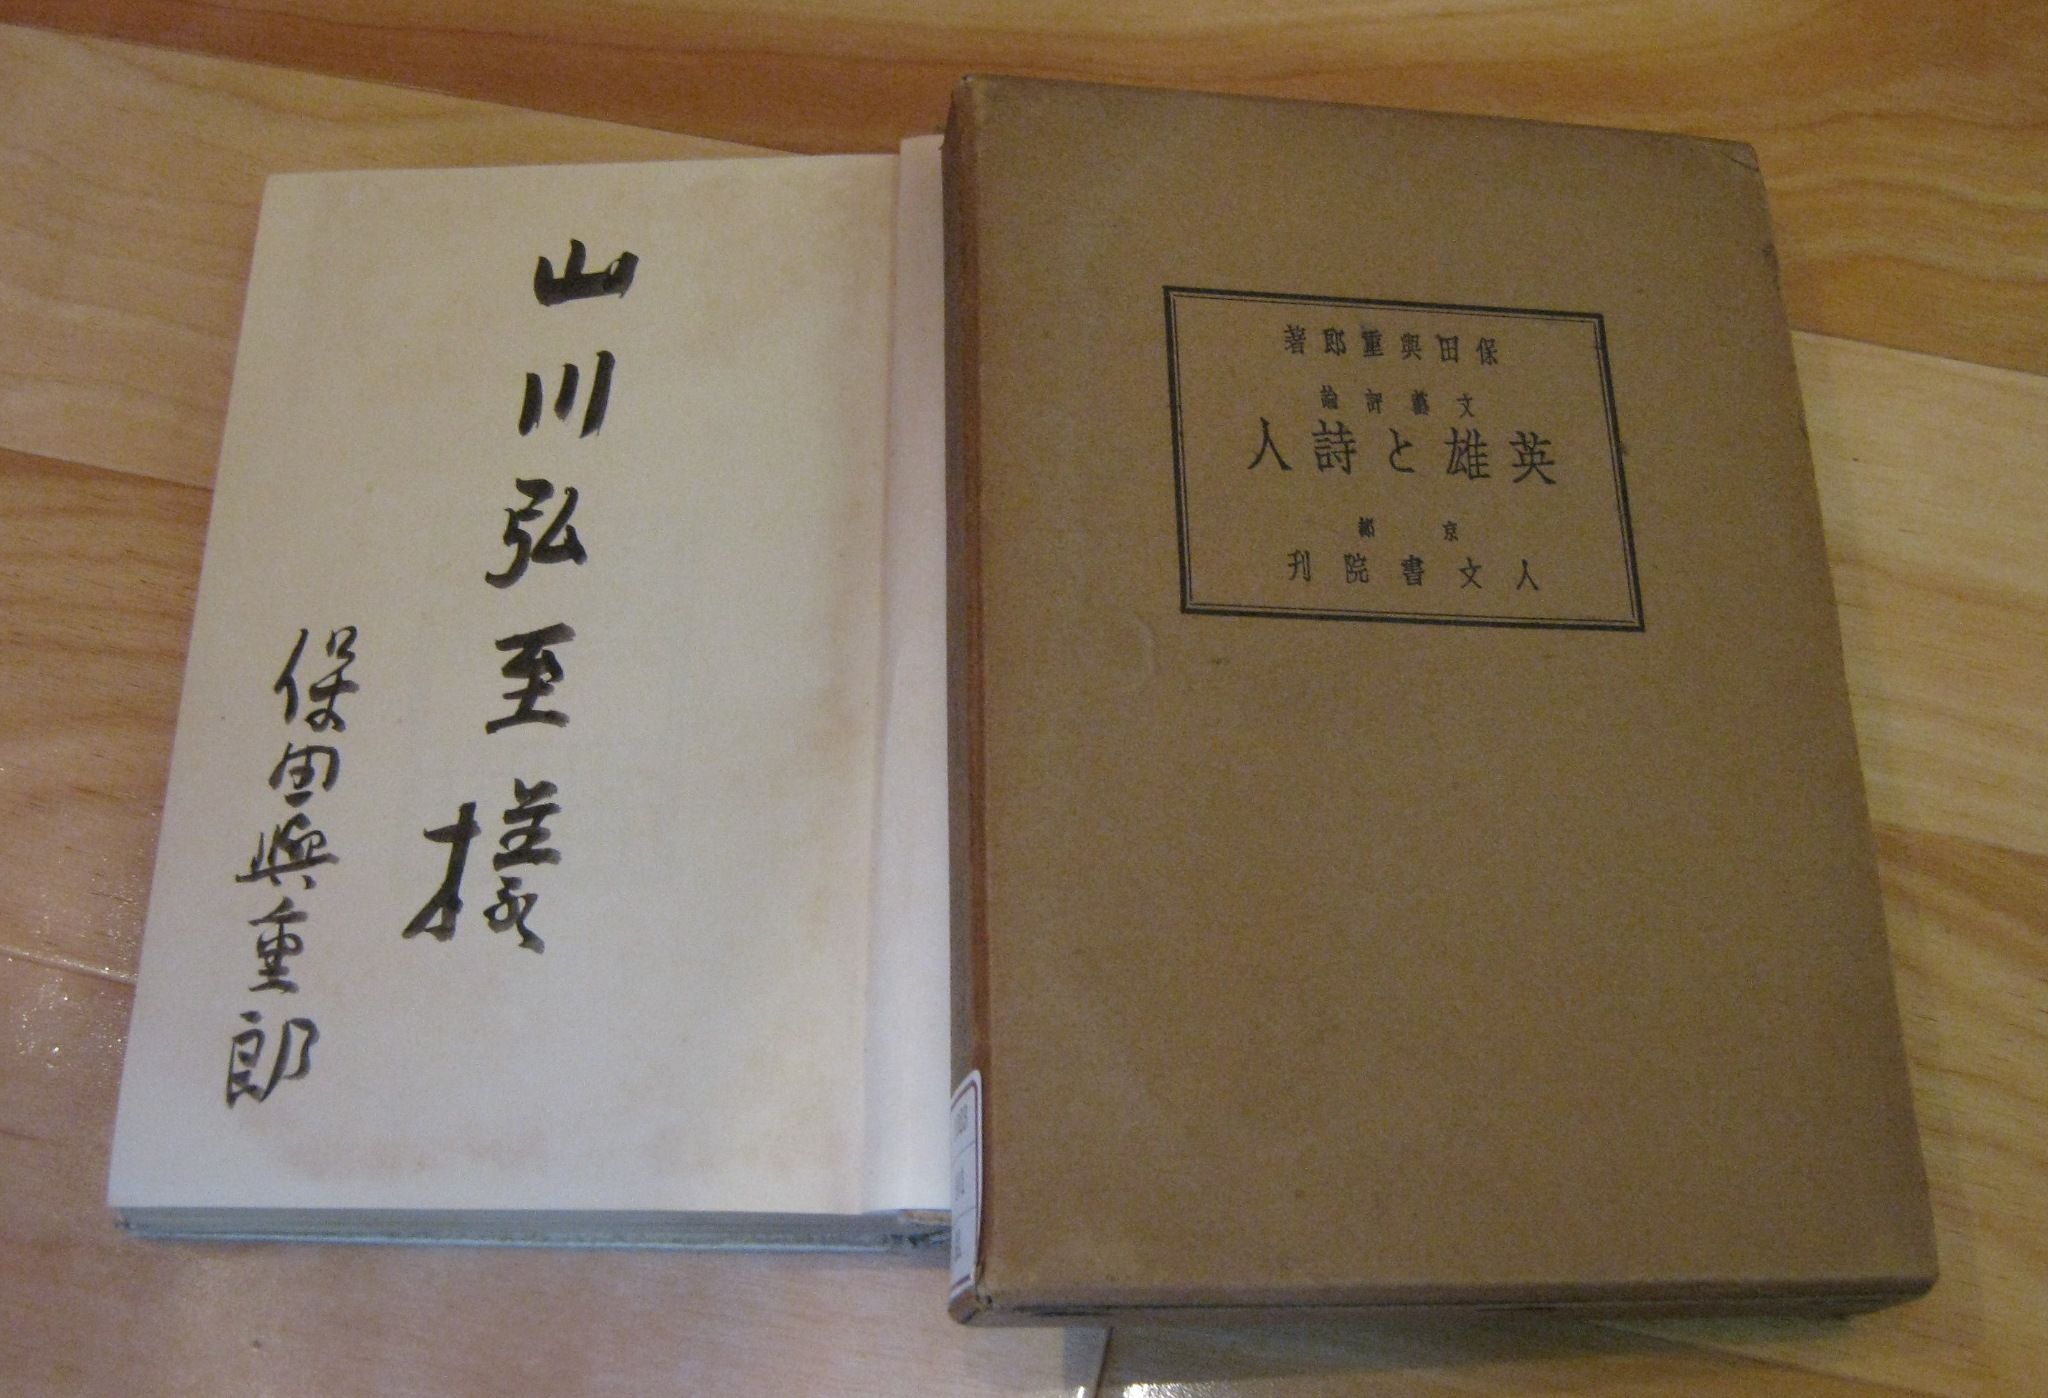 山川弘至様
保田與重郎
保田與重郎著
文藝評論
英雄と詩人
京都
人文書院刊